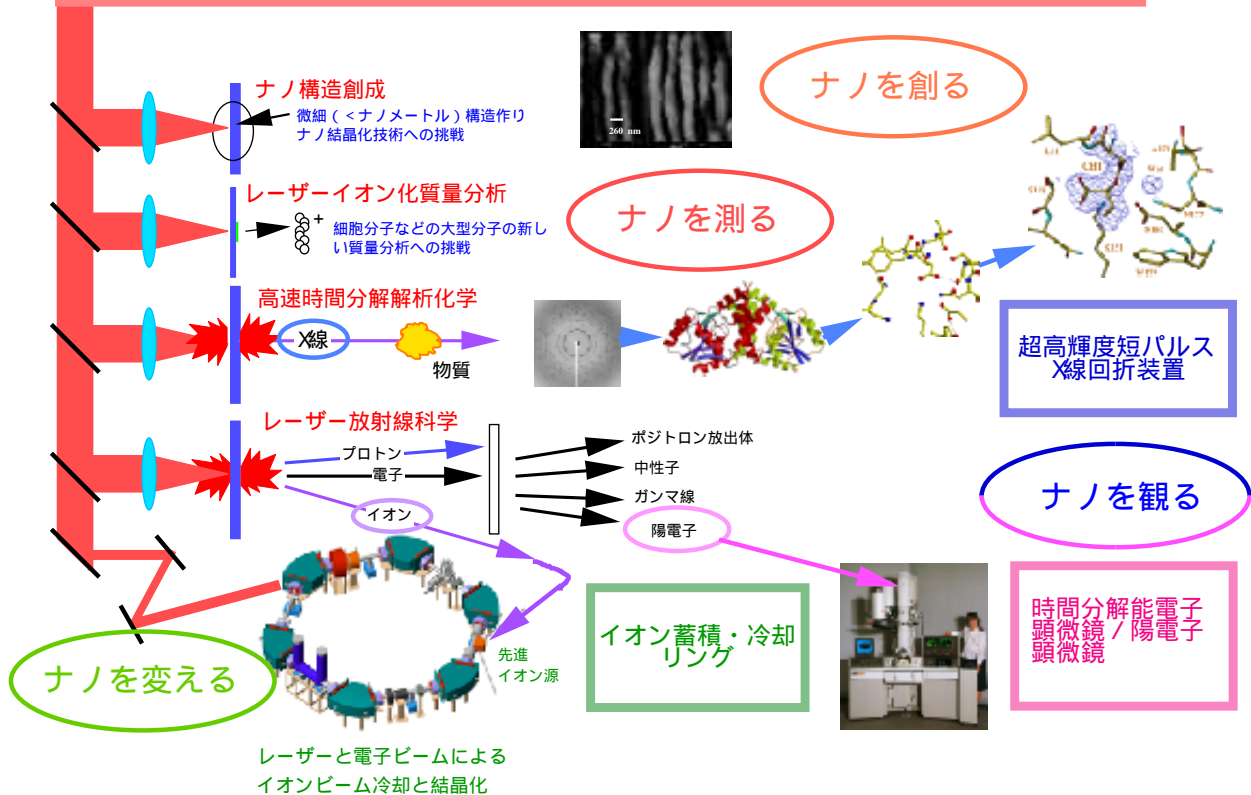 ナノ構造創成
微細(<ナノメートル)構造作り
ナノ結晶化技術への挑戦
260 nm
ナノを創る
レーザーイオン化質量分析
+
細胞分子などの大型分子の新し
い質量分析への挑戦
ナノを測る
高速時間分解解析化学
X線
物質
超高輝度短パルス
X線回折装置
レーザー放射線科学
プロトン
電子
イオン
ポジトロン放出体
中性子
ガンマ線
陽電子
ナノを観る
ナノを変える
先進
イオン源
イオン蓄積・冷却
リング
時間分解能電子
顕微鏡/陽電子
顕微鏡
レーザーと電子ビームによる
イオンビーム冷却と結晶化